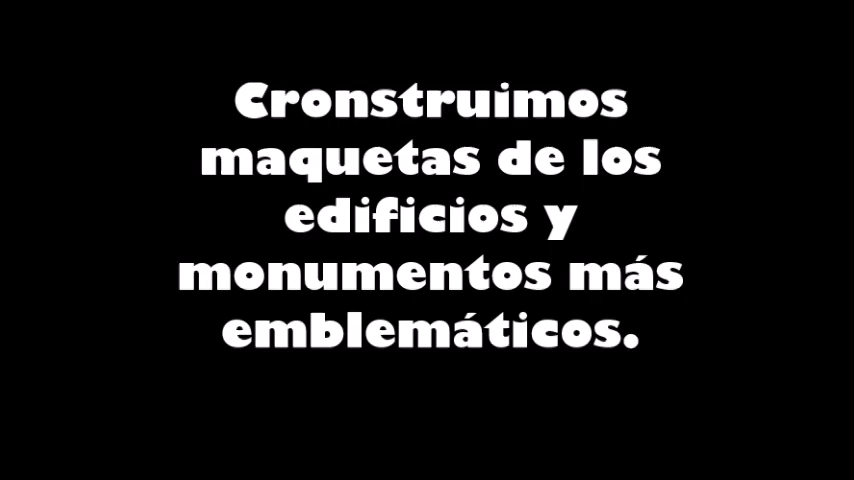 Cronstruimos
maquetas de los
edificios y
monumentos más
emblemáticos.